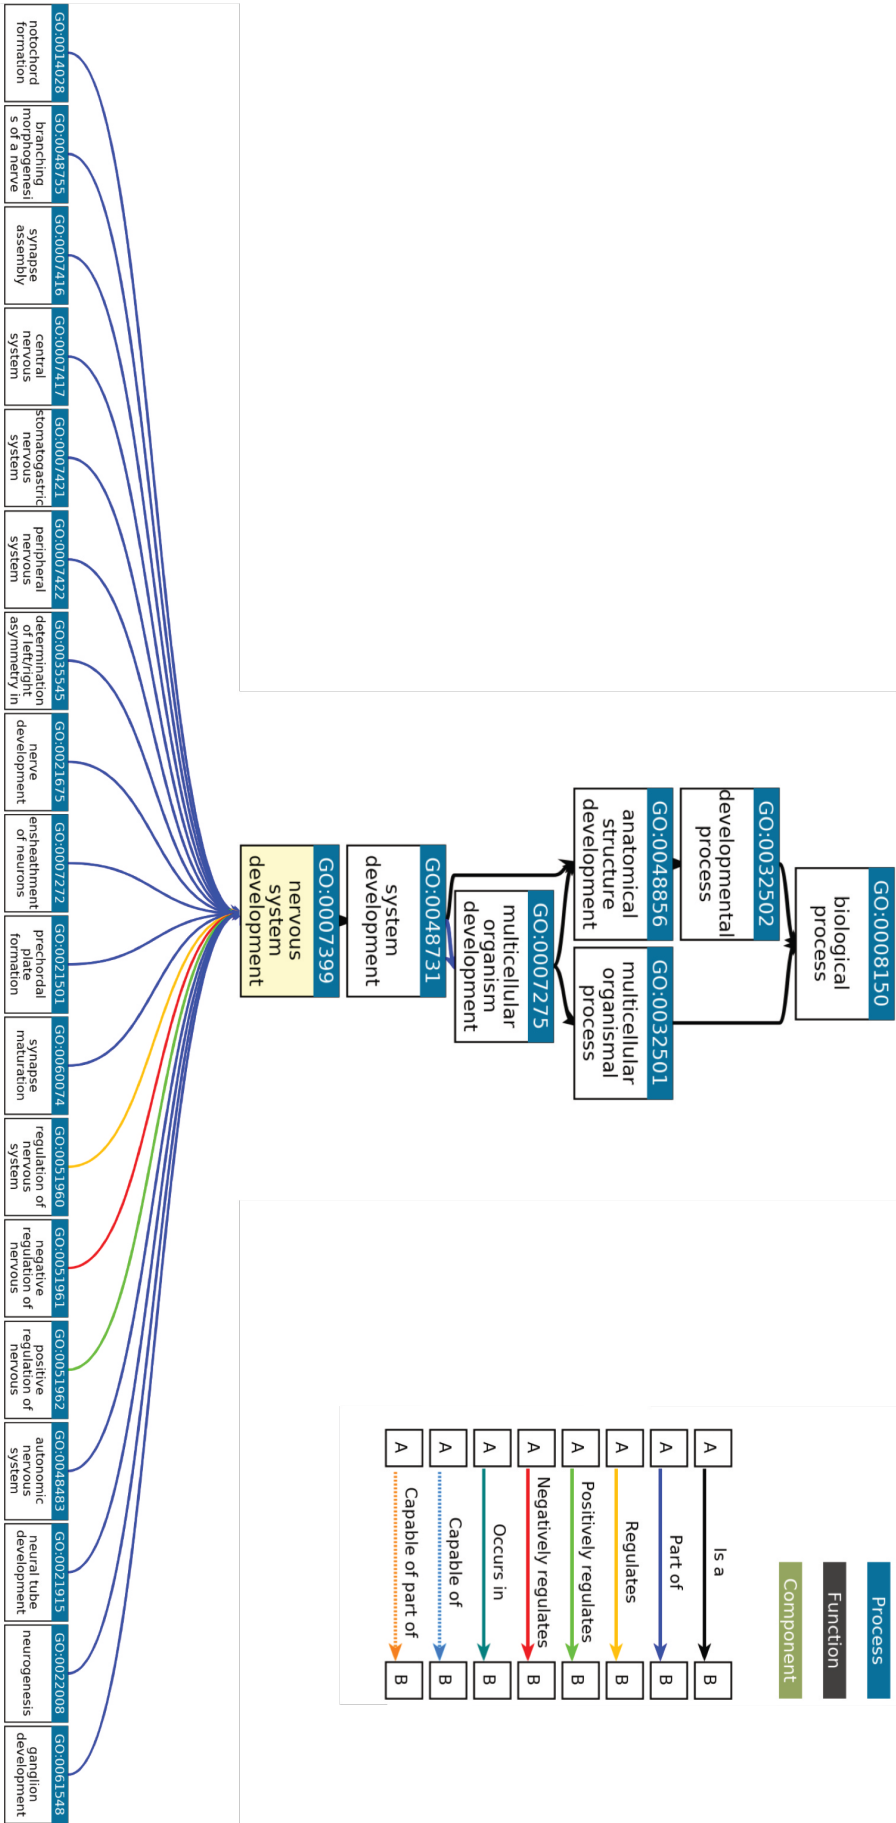 GO:0008150
biological
process
GO:0032502
developmental
process
GO:0048856
anatomical
structure
development
GO:0032501
multicellular
organismal
process
GO:0007275
multicellular
organism
development
GO:0048731
system
development
GO:0007399
nervous
system
development
Process
Function
Component
A Is a B
A Part of B
A Regulates B
A Positively regulates B
A Negatively regulates B
A Occurs in B
A Capable of B
A Capable of part of B
GO:0014028
notochord
formation
GO:0048755
branching
morphogenesi
s of a nerve
GO:0007416
synapse
assembly
GO:0007417
central
nervous
system
GO:0007421
stomatogastric
nervous
system
GO:0007422
peripheral
nervous
system
GO:0035545
determination
of left/right
asymmetry in
GO:0021675
nerve
development
GO:0007272
ensheathment
of neurons
GO:0021501
prechordal
plate
formation
GO:0060074
synapse
maturation
GO:0051960
regulation of
nervous
system
GO:0051961
negative
regulation of
nervous
GO:0051962
positive
regulation of
nervous
GO:0048483
autonomic
nervous
system
GO:0021915
neural tube
development
GO:0022008
neurogenesis
GO:0061548
ganglion
development